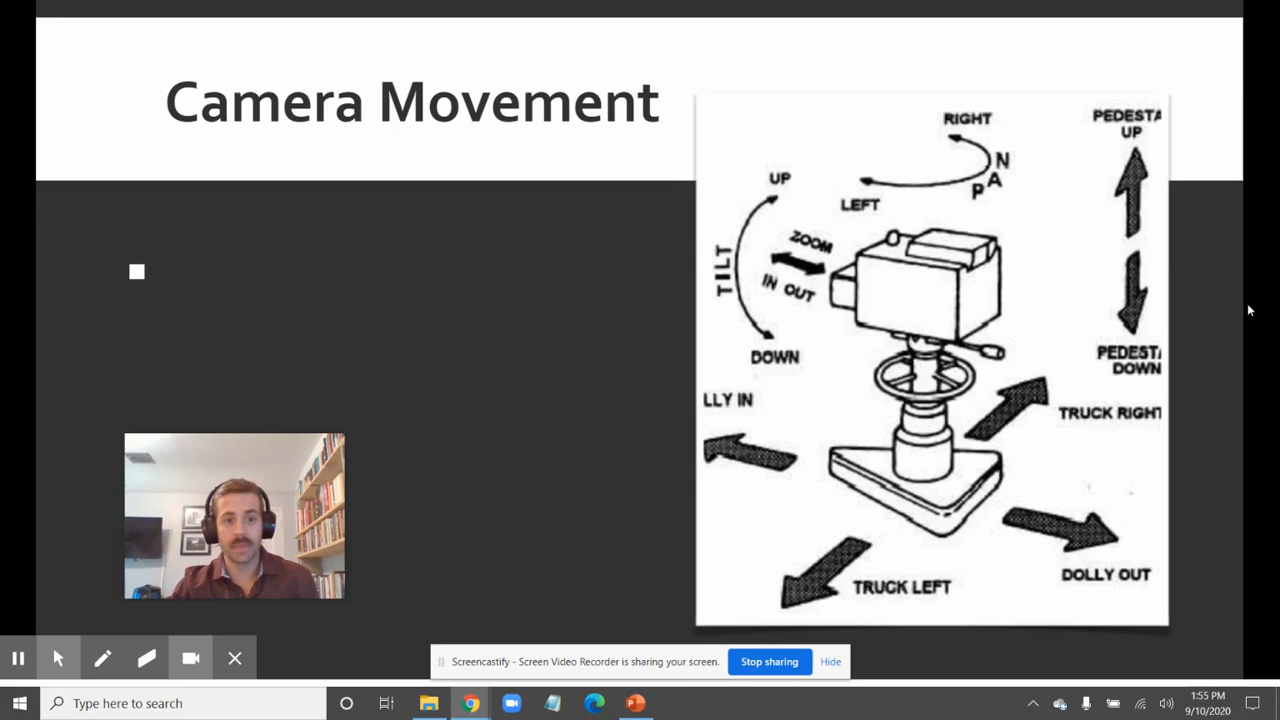 Camera Movement
RIGHT
PEDESTA
UP
PAN
UP
LEFT
ZOOM
TILT
IN OUT
DOWN
PEDESTA
DOWN
LLY IN
TRUCK RIGHT
DOLLY OUT
TRUCK LEFT
Screencastify - Screen Video Recorder is sharing your screen.
Stop sharing
Hide
Type here to search
1:55 PM
9/10/2020